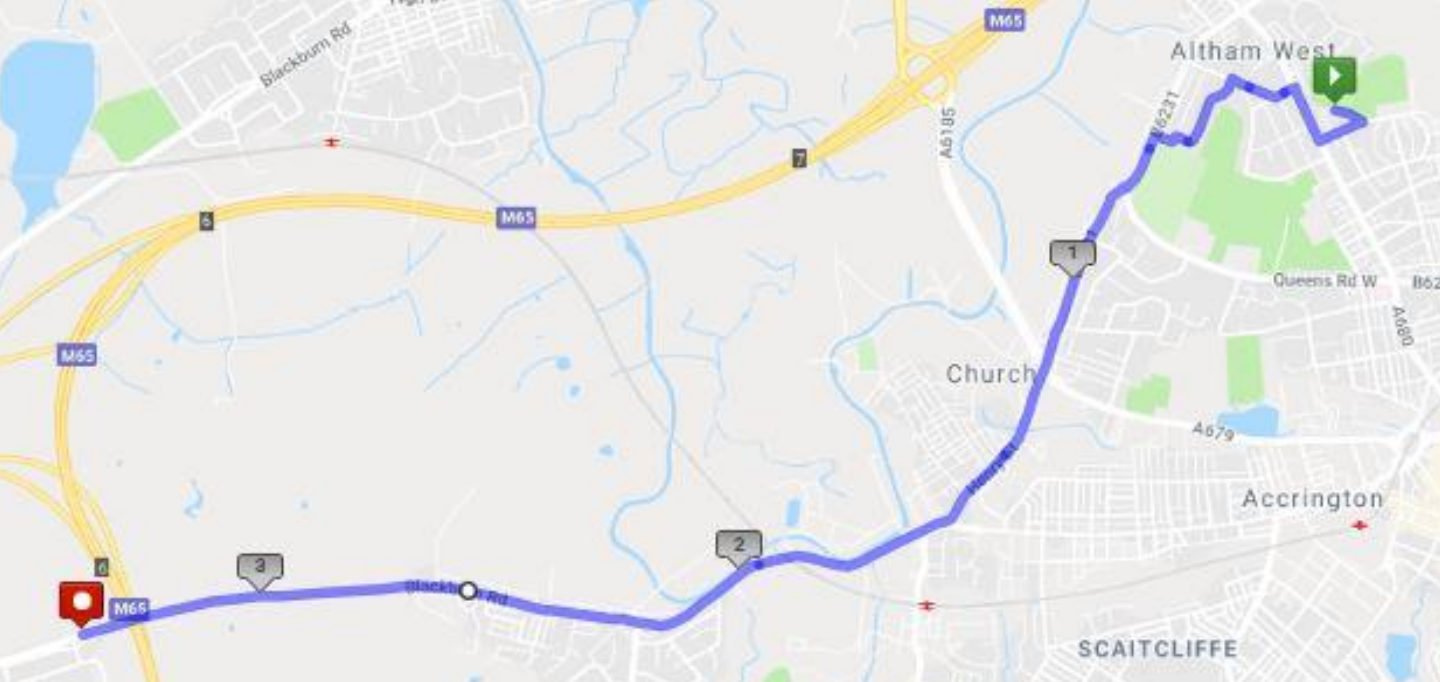 M65
Altham West
Blackburn Rd
B6231
A6185
7
6
M65
1
Queens Rd W
B62
A680
M65
Church
A679
Henry St
Accrington
2
3
6
Blackburn Rd
M65
SCAITCLIFFE